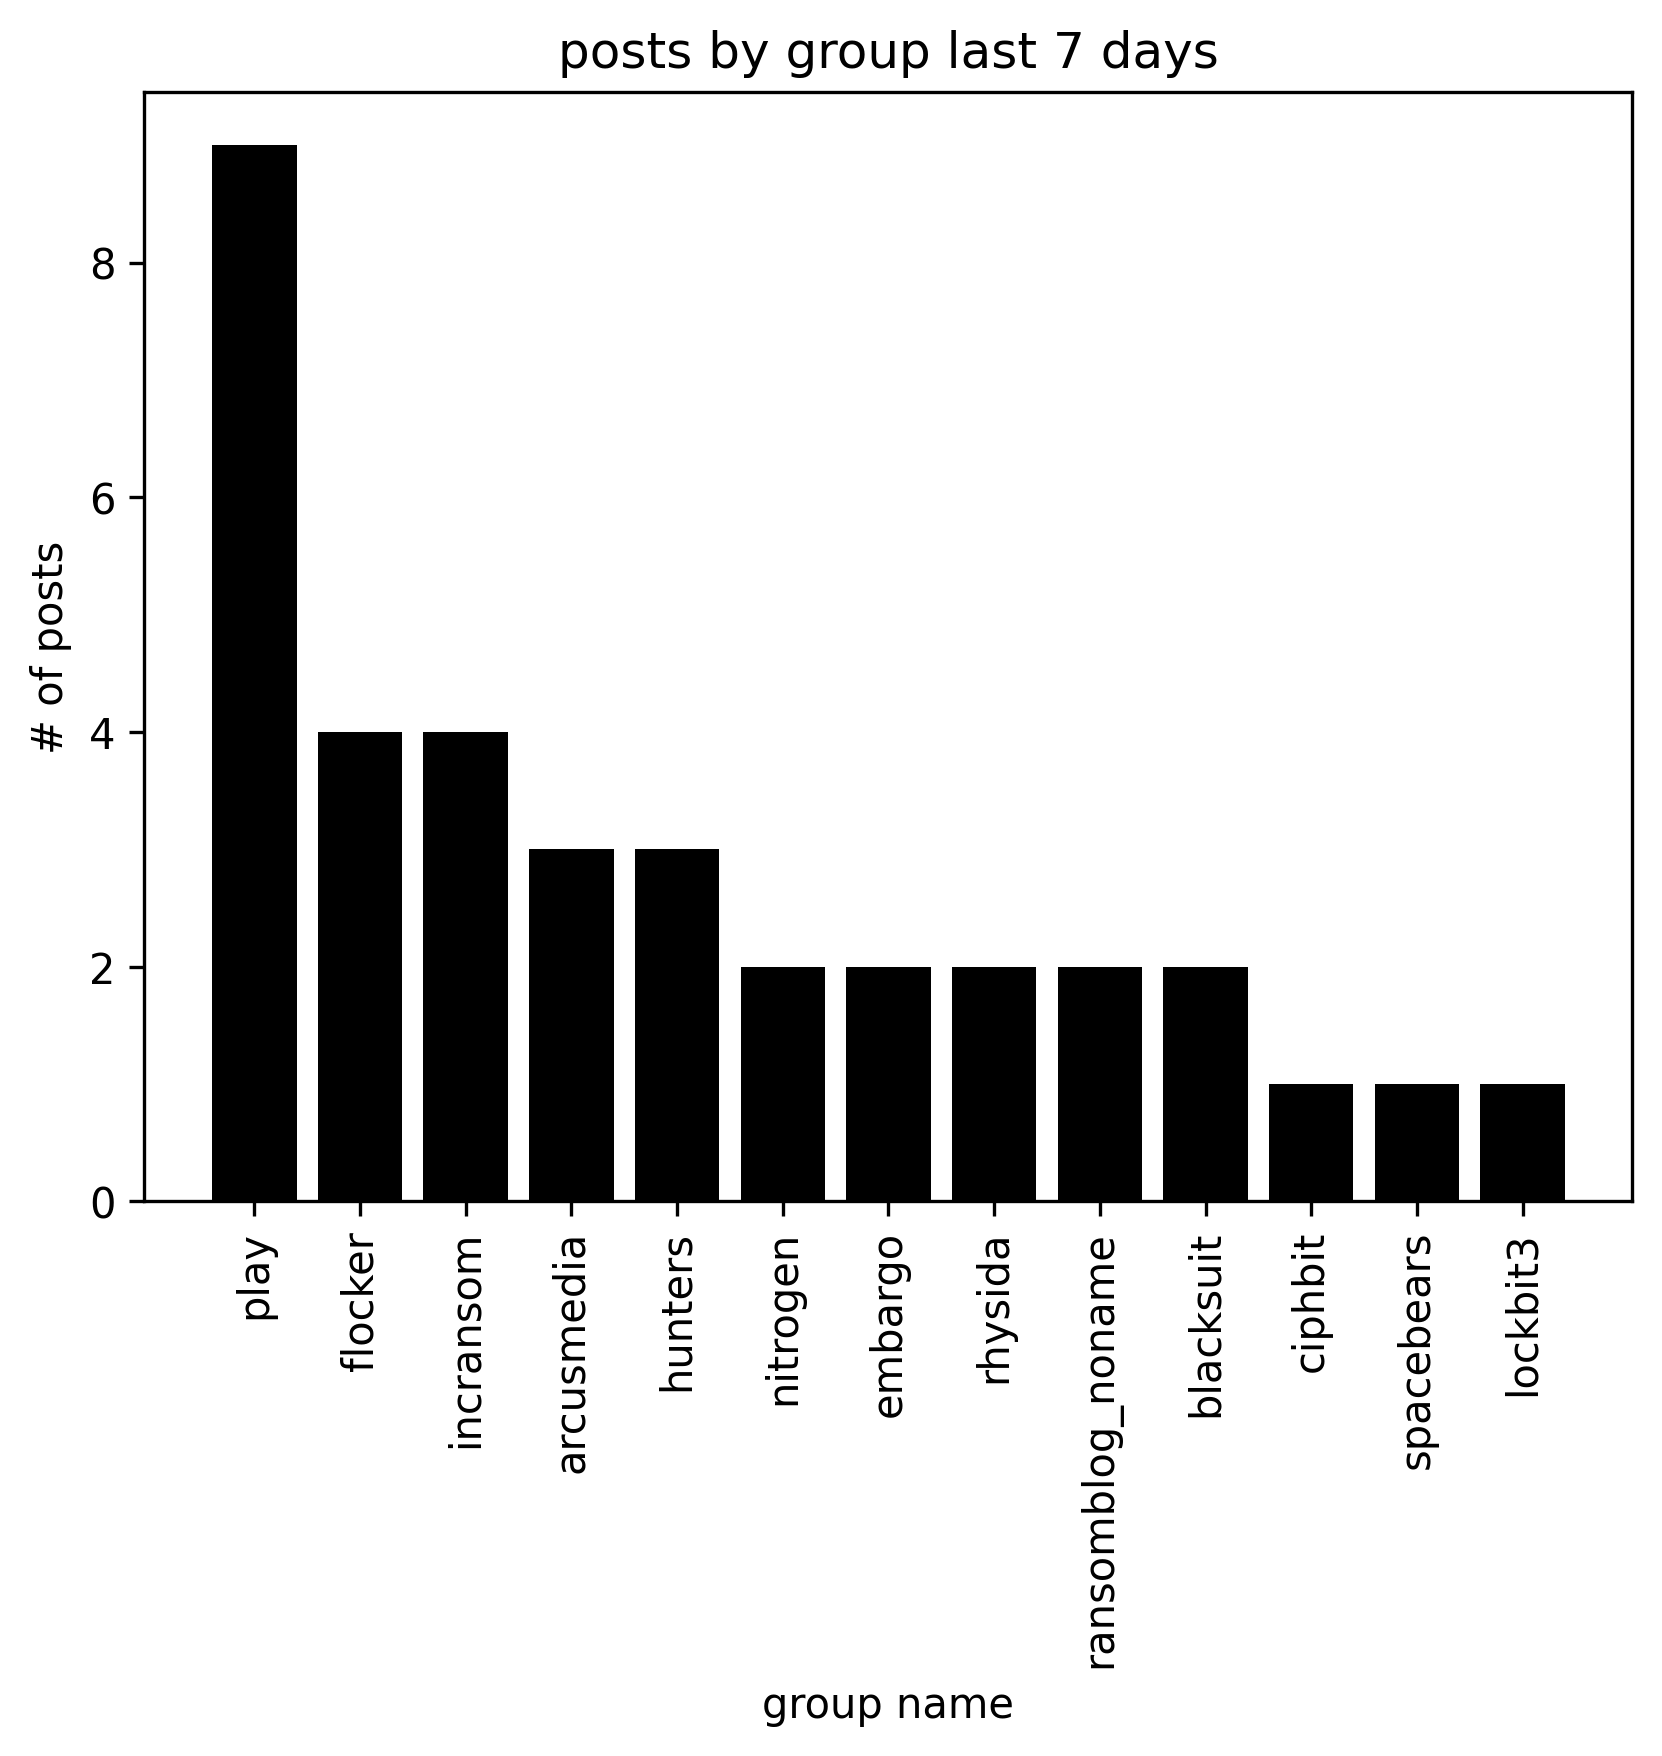 posts by group last 7 days
# of posts
8
6
4
2
0
play
flocker
incransom
arcusmedia
hunters
nitrogen
embargo
rhysida
ransomblog_noname
blacksuit
ciphbit
spacebears
lockbit3
group name